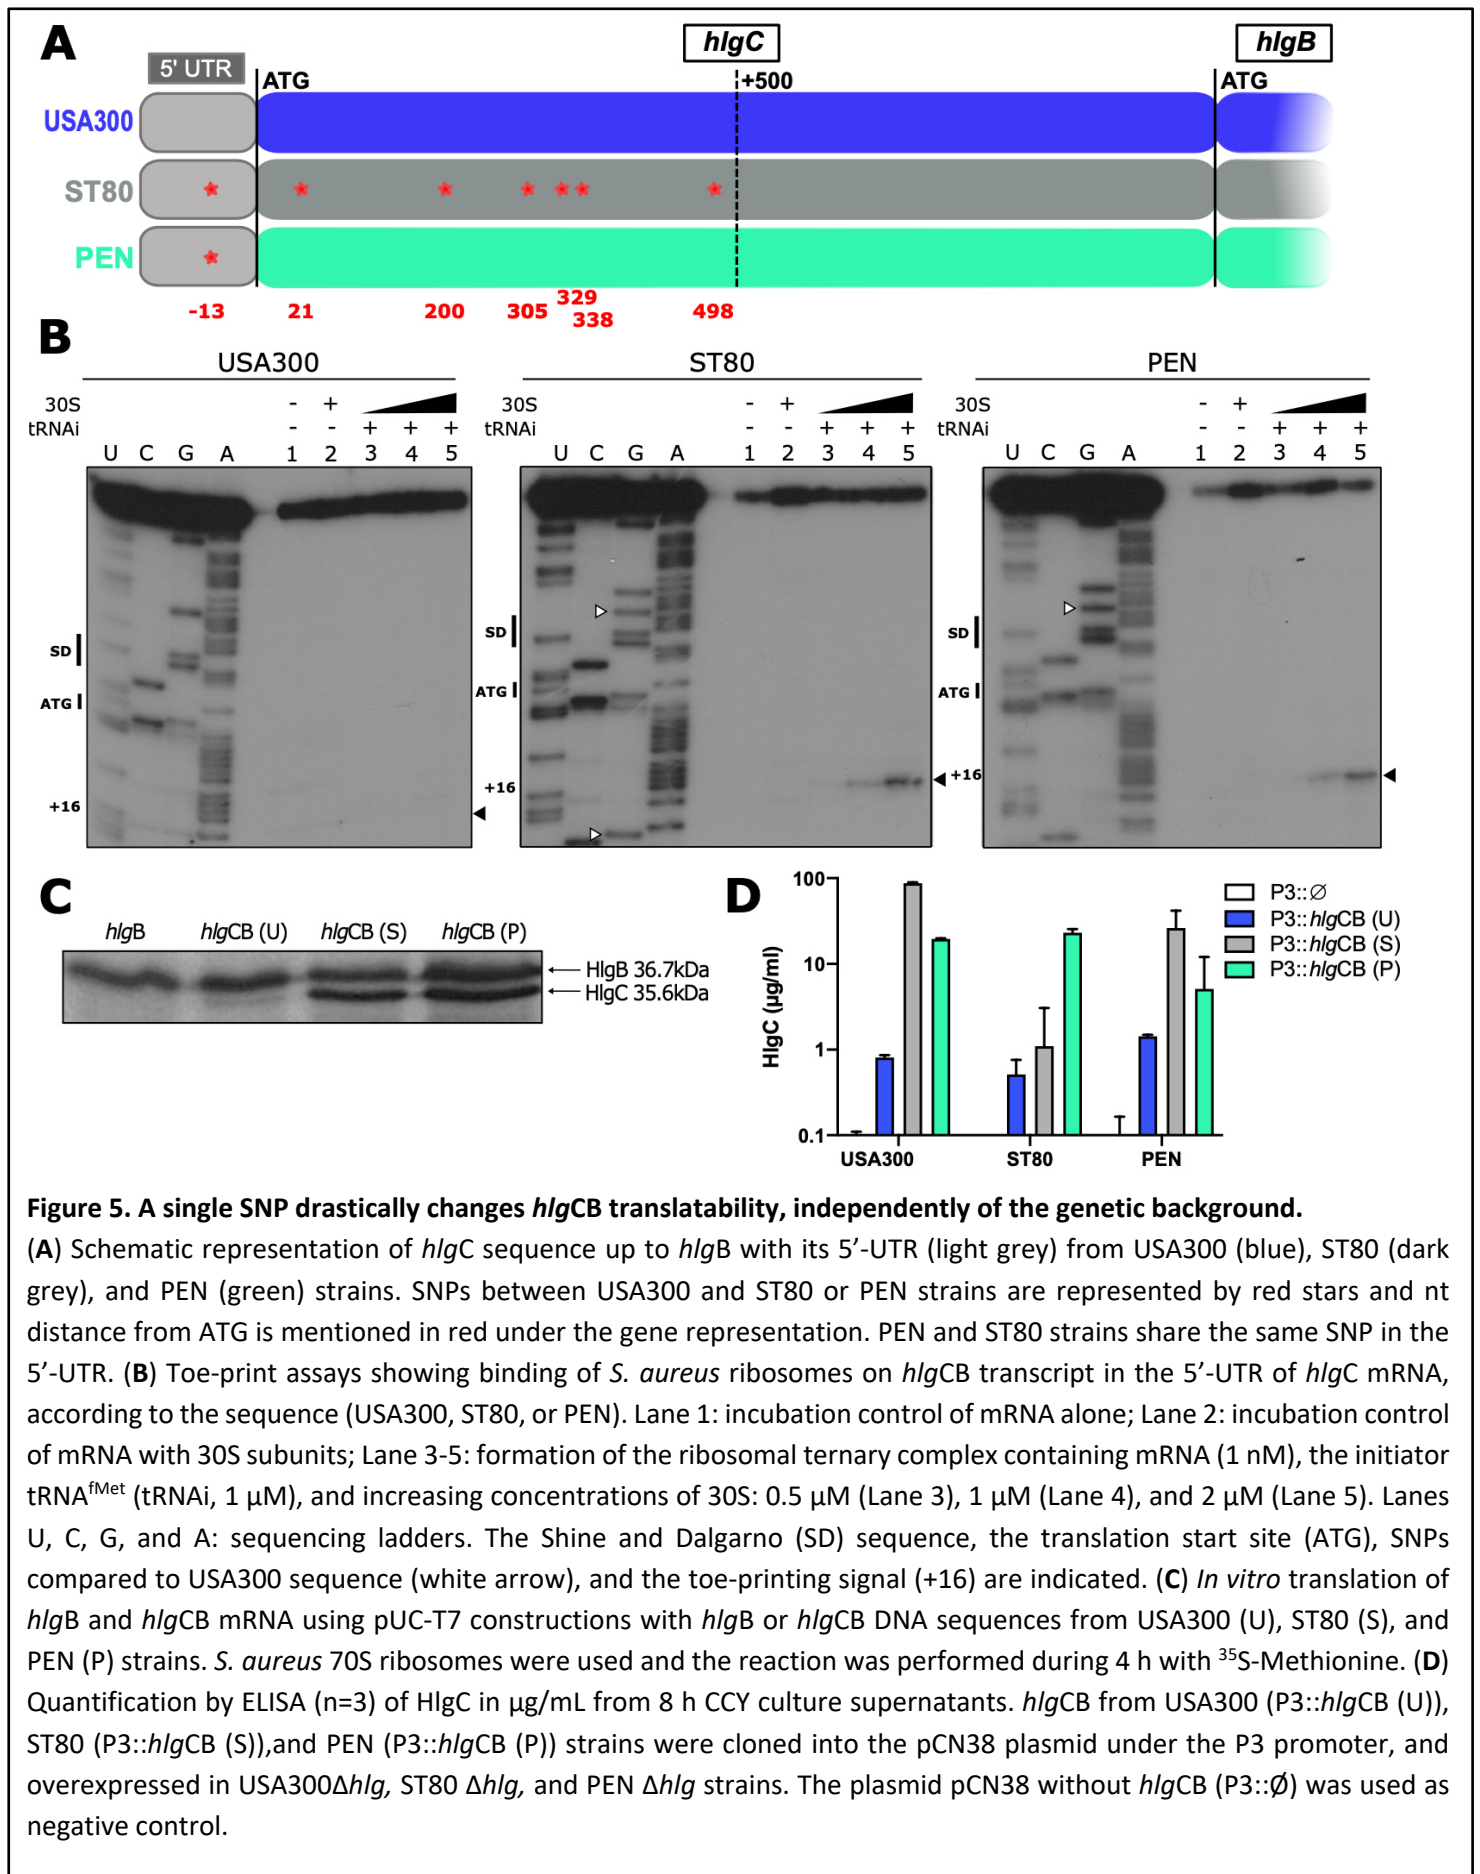 A
hlgC
hlgB
5' UTR
ATG
+500
ATG
USA300
ST80
PEN
-13
21
200
305
329
338
498
B
USA300
ST80
PEN
30S - +
tRNAi - - + + +
U C G A 1 2 3 4 5
30S - +
tRNAi - - + + +
U C G A 1 2 3 4 5
30S - +
tRNAi - - + + +
U C G A 1 2 3 4 5
SD
ATG
+16
SD
ATG
+16
SD
ATG
+16
C
hlgB hlgCB (U) hlgCB (S) hlgCB (P)
HlgB 36.7kDa
HlgC 35.6kDa
D
HlgC (µg/ml)
100
10
1
0.1
USA300 ST80 PEN
P3::∅
P3::hlgCB (U)
P3::hlgCB (S)
P3::hlgCB (P)
Figure 5. A single SNP drastically changes hlgCB translatability, independently of the genetic background.
(A) Schematic representation of hlgC sequence up to hlgB with its 5’-UTR (light grey) from USA300 (blue), ST80 (dark
grey), and PEN (green) strains. SNPs between USA300 and ST80 or PEN strains are represented by red stars and nt
distance from ATG is mentioned in red under the gene representation. PEN and ST80 strains share the same SNP in the
5’-UTR. (B) Toe-print assays showing binding of S. aureus ribosomes on hlgCB transcript in the 5’-UTR of hlgC mRNA,
according to the sequence (USA300, ST80, or PEN). Lane 1: incubation control of mRNA alone; Lane 2: incubation control
of mRNA with 30S subunits; Lane 3-5: formation of the ribosomal ternary complex containing mRNA (1 nM), the initiator
tRNAfMet (tRNAi, 1 µM), and increasing concentrations of 30S: 0.5 µM (Lane 3), 1 µM (Lane 4), and 2 µM (Lane 5). Lanes
U, C, G, and A: sequencing ladders. The Shine and Dalgarno (SD) sequence, the translation start site (ATG), SNPs
compared to USA300 sequence (white arrow), and the toe-printing signal (+16) are indicated. (C) In vitro translation of
hlgB and hlgCB mRNA using pUC-T7 constructions with hlgB or hlgCB DNA sequences from USA300 (U), ST80 (S), and
PEN (P) strains. S. aureus 70S ribosomes were used and the reaction was performed during 4 h with 35S-Methionine. (D)
Quantification by ELISA (n=3) of HlgC in µg/mL from 8 h CCY culture supernatants. hlgCB from USA300 (P3::hlgCB (U)),
ST80 (P3::hlgCB (S)),and PEN (P3::hlgCB (P)) strains were cloned into the pCN38 plasmid under the P3 promoter, and
overexpressed in USA300Δhlg, ST80 Δhlg, and PEN Δhlg strains. The plasmid pCN38 without hlgCB (P3::Ø) was used as
negative control.